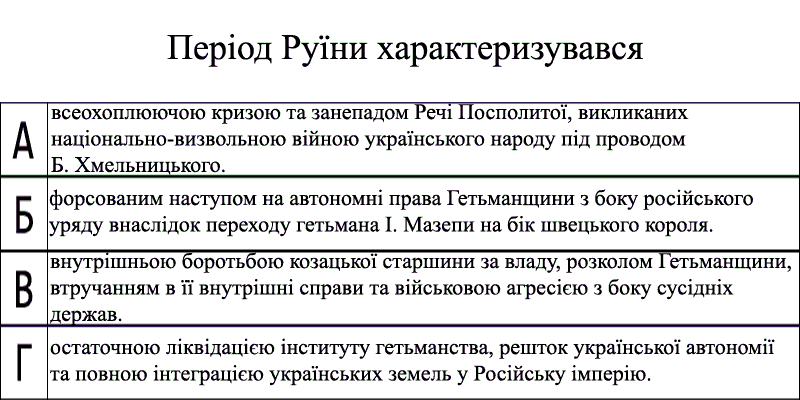 Період Руїни характеризувався
А
всеохоплюючою кризою та занепадом Речі Посполитої, викликаних
національно-визвольною війною українського народу під проводом
Б. Хмельницького.
Б
форсованим наступом на автономні права Гетьманщини з боку російського
уряду внаслідок переходу гетьмана І. Мазепи на бік шведського короля.
В
внутрішньою боротьбою козацької старшини за владу, розколом Гетьманщини,
втручанням в її внутрішні справи та військовою агресією з боку сусідніх
держав.
Г
остаточною ліквідацією інституту гетьманства, решток української автономії
та повною інтеграцією українських земель у Російську імперію.